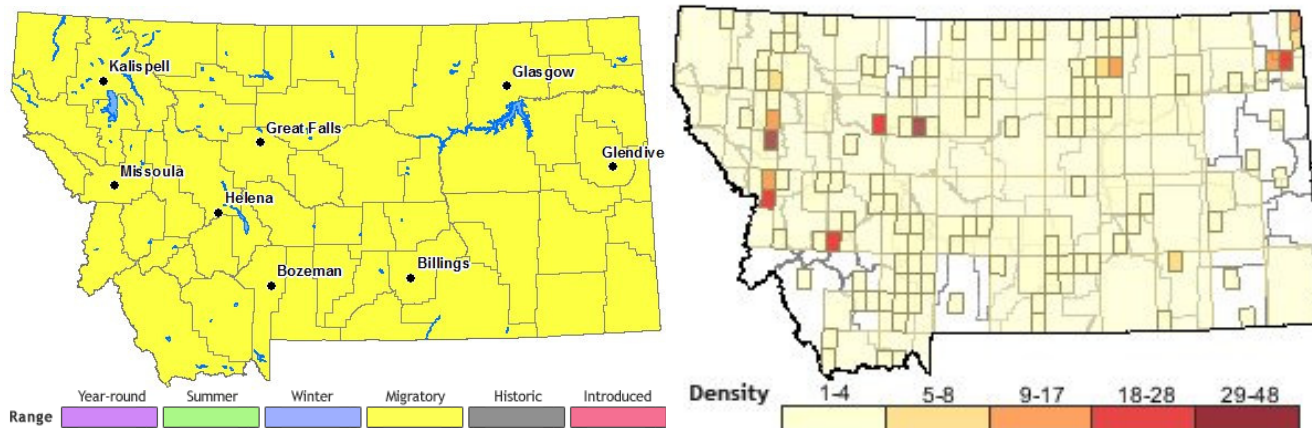 Kalispell
Glasgow
Great Falls
Glendive
Missoula
Helena
Bozeman
Billings
Year-round Summer Winter Migratory Historic Introduced
Range
Density 1-4 5-8 9-17 18-28 29-48